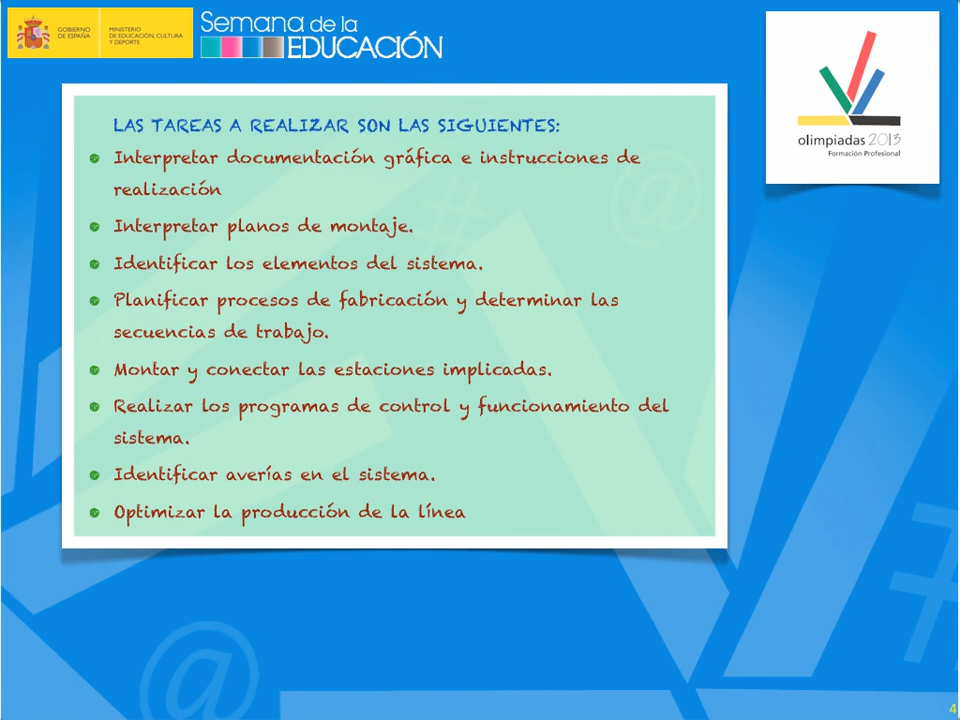 GOBIERNO
DE ESPAÑA
MINISTERIO
DE EDUCACIÓN, CULTURA
Y DEPORTE
Semana de la
EDUCACIÓN
olimpiadas 2013
Formación Profesional
LAS TAREAS A REALIZAR SON LAS SIGUIENTES:
Interpretar documentación gráfica e instrucciones de
realización
Interpretar planos de montaje.
Identificar los elementos del sistema.
Planificar procesos de fabricación y determinar las
secuencias de trabajo.
Montar y conectar las estaciones implicadas.
Realizar los programas de control y funcionamiento del
sistema.
Identificar averías en el sistema.
Optimizar la producción de la línea
4